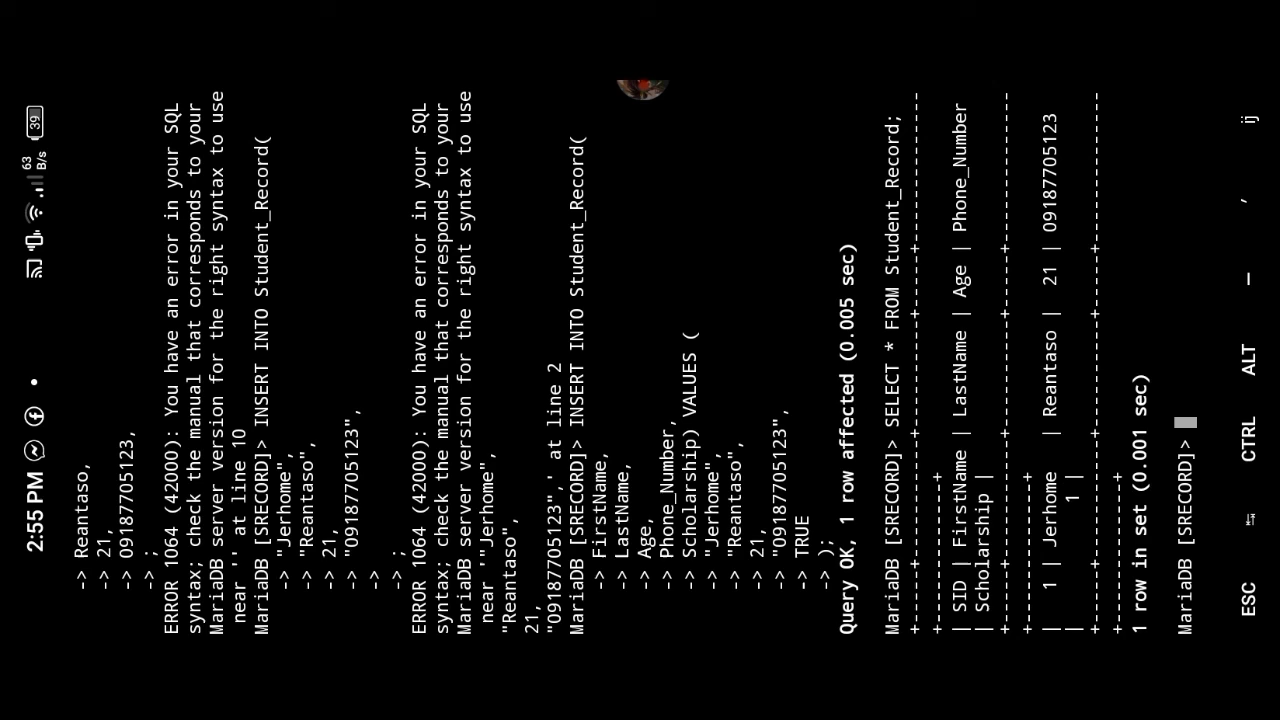 2:55 PM
63 B/s
39
-> Reantaso,
-> 21,
-> 09187705123,
-> ;
ERROR 1064 (42000): You have an error in your SQL
syntax; check the manual that corresponds to your
MariaDB server version for the right syntax to use
near '' at line 10
MariaDB [SRECORD]> INSERT INTO Student_Record(
-> "Jerhome",
-> "Reantaso",
-> 21,
-> "09187705123",
->
-> ;
ERROR 1064 (42000): You have an error in your SQL
syntax; check the manual that corresponds to your
MariaDB server version for the right syntax to use
near '"Jerhome",
"Reantaso",
21,
"09187705123",' at line 2
MariaDB [SRECORD]> INSERT INTO Student_Record(
-> FirstName,
-> LastName,
-> Age,
-> Phone_Number,
-> Scholarship) VALUES (
-> "Jerhome",
-> "Reantaso",
-> 21,
-> "09187705123",
-> TRUE
-> );
Query OK, 1 row affected (0.005 sec)
MariaDB [SRECORD]> SELECT * FROM Student_Record;
+-----+-----------+----------+------+--------------
+-------------+
| SID | FirstName | LastName | Age | Phone_Number
| Scholarship |
+-----+-----------+----------+------+--------------
+-------------+
| 1 | Jerhome | Reantaso | 21 | 09187705123
| 1 |
+-----+-----------+----------+------+--------------
+-------------+
1 row in set (0.001 sec)
MariaDB [SRECORD]>
ESC ↹ CTRL ALT — ′ ij